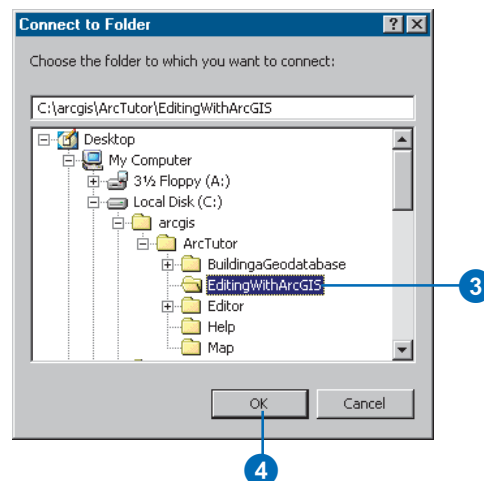 Connect to Folder
Choose the folder to which you want to connect:
C:\arcgis\ArcTutor\EditingWithArcGIS
Desktop
My Computer
3½ Floppy (A:)
Local Disk (C:)
arcgis
ArcTutor
BuildingaGeodatabase
EditingWithArcGIS
3
Editor
Help
Map
OK
Cancel
4